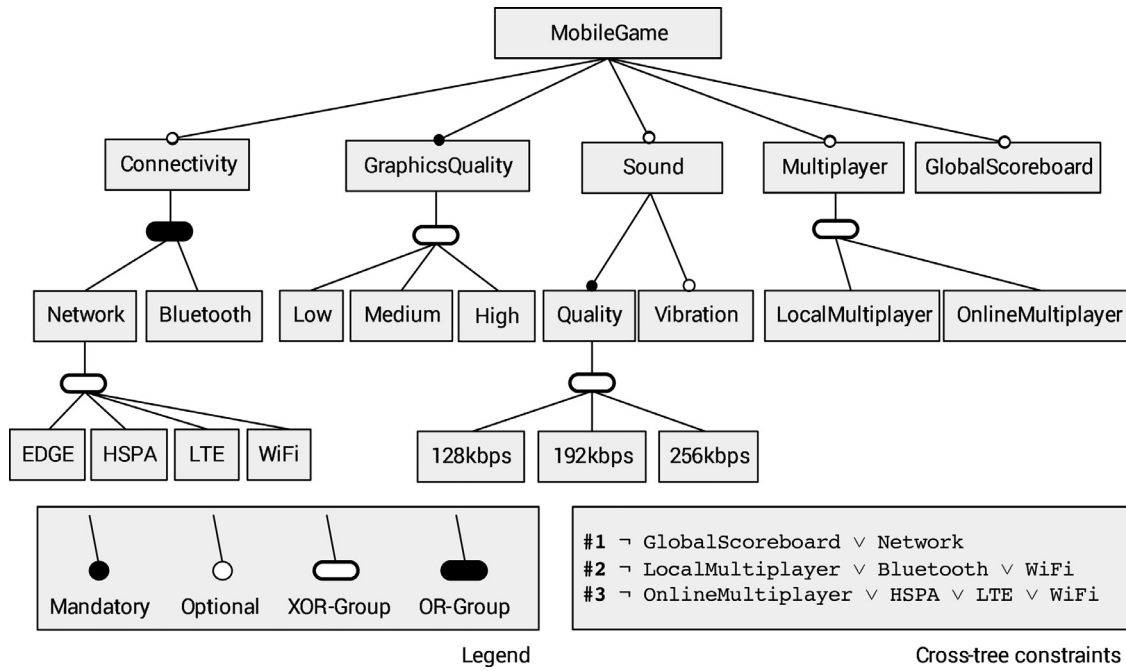 MobileGame
Connectivity GraphicsQuality Sound Multiplayer GlobalScoreboard
Network Bluetooth Low Medium High Quality Vibration LocalMultiplayer OnlineMultiplayer
EDGE HSPA LTE WiFi 128kbps 192kbps 256kbps
Mandatory Optional XOR-Group OR-Group
Legend
#1 ¬ GlobalScoreboard ∨ Network
#2 ¬ LocalMultiplayer ∨ Bluetooth ∨ WiFi
#3 ¬ OnlineMultiplayer ∨ HSPA ∨ LTE ∨ WiFi
Cross-tree constraints